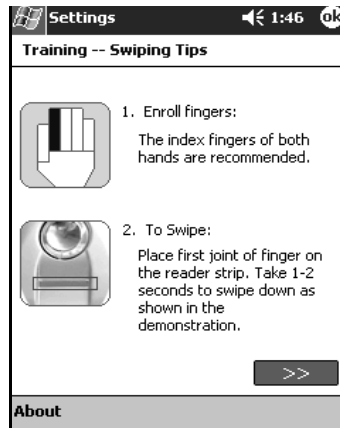 Settings 1:46 ok
Training -- Swiping Tips
1. Enroll fingers:
The index fingers of both
hands are recommended.
2. To Swipe:
Place first joint of finger on
the reader strip. Take 1-2
seconds to swipe down as
shown in the
demonstration.
>>
About